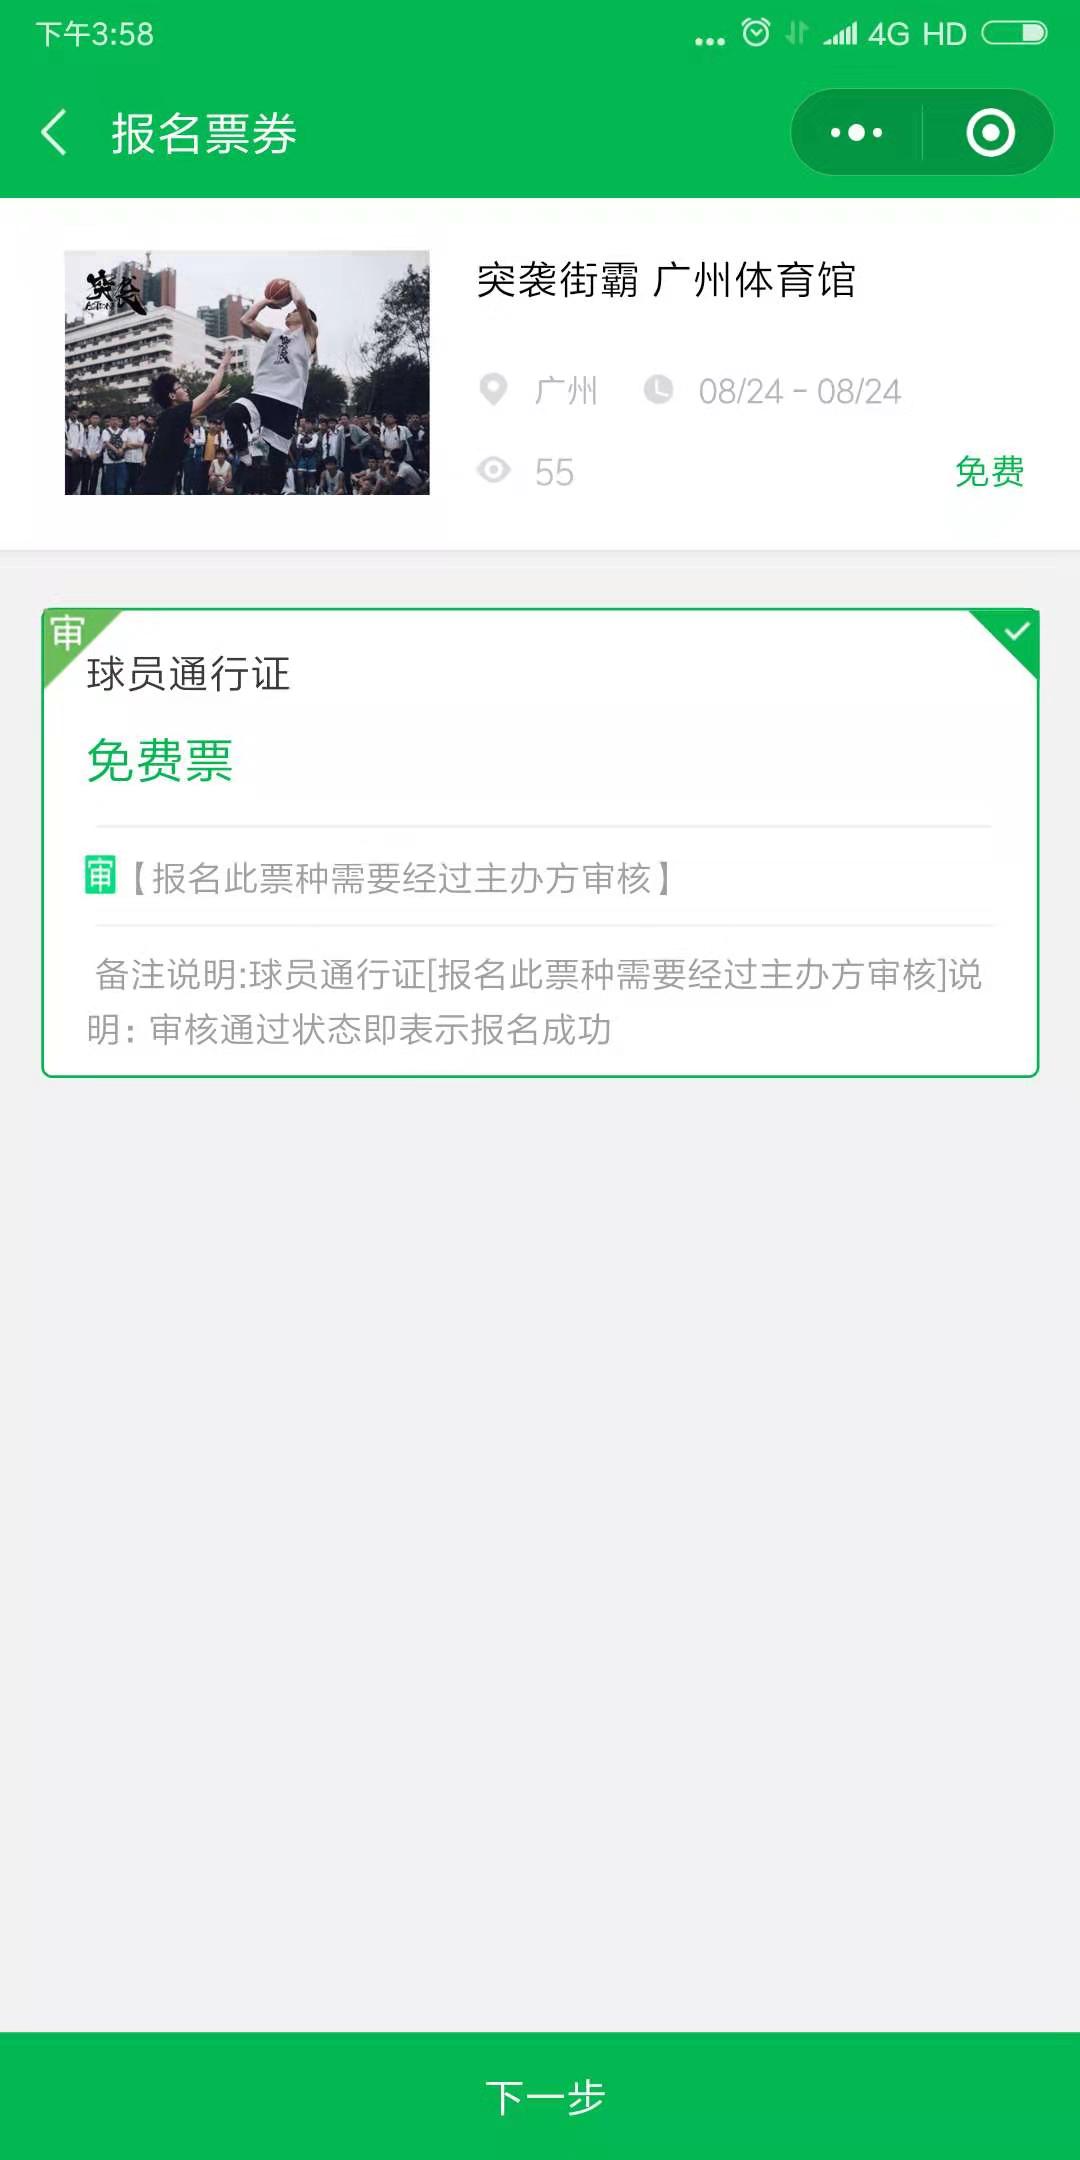 下午3:58
4G HD
报名票券
突袭
突袭街霸 广州体育馆
广州
08/24 - 08/24
55
免费
审
球员通行证
免费票
审【报名此票种需要经过主办方审核】
备注说明:球员通行证[报名此票种需要经过主办方审核]说
明：审核通过状态即表示报名成功
下一步